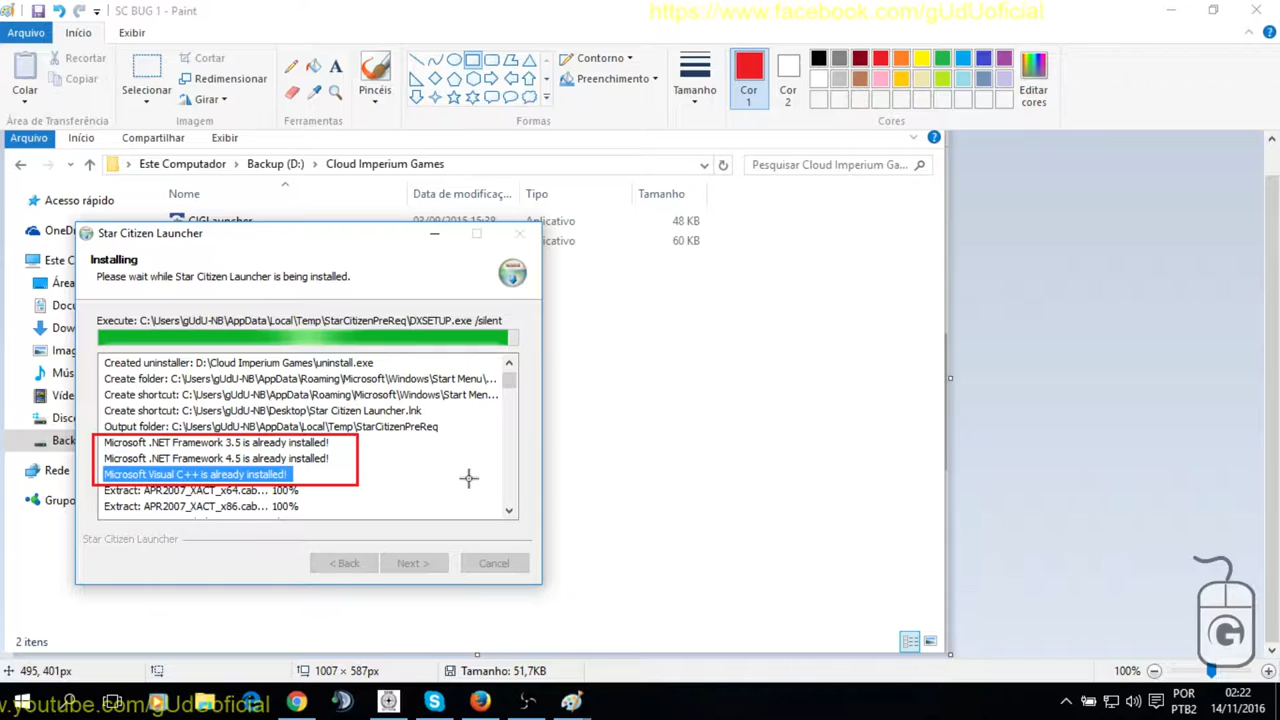 https://www.facebook.com/gUdUoficial
SC BUG 1 - Paint
Arquivo
Início
Exibir
Colar
Recortar
Copiar
Área de Transferência
Selecionar
Cortar
Redimensionar
Girar
Imagem
A
Ferramentas
Pincéis
Formas
Contorno
Preenchimento
Tamanho
Cor
1
Cor
2
Cores
Editar
cores
Arquivo
Início
Compartilhar
Exibir
Este Computador
Backup (D:)
Cloud Imperium Games
Pesquisar Cloud Imperium Ga...
Nome
Data de modificaç...
Tipo
Tamanho
Acesso rápido
CIGLauncher
03/09/2015 15:38
Aplicativo
48 KB
60 KB
Star Citizen Launcher
Installing
Please wait while Star Citizen Launcher is being installed.
Execute: C:\Users\gUdU-NB\AppData\Local\Temp\StarCitizenPreReq\DXSETUP.exe /silent
Created uninstaller: D:\Cloud Imperium Games\uninstall.exe
Create folder: C:\Users\gUdU-NB\AppData\Roaming\Microsoft\Windows\Start Menu\...
Create shortcut: C:\Users\gUdU-NB\AppData\Roaming\Microsoft\Windows\Start Men...
Create shortcut: C:\Users\gUdU-NB\Desktop\Star Citizen Launcher.lnk
Output folder: C:\Users\gUdU-NB\AppData\Local\Temp\StarCitizenPreReq
Microsoft .NET Framework 3.5 is already installed!
Microsoft .NET Framework 4.5 is already installed!
Microsoft Visual C++ is already installed!
Extract: APR2007_XACT_x64.cab... 100%
Extract: APR2007_XACT_x86.cab... 100%
Star Citizen Launcher
< Back
Next >
Cancel
Rede
Grupo
2 itens
495, 401px
1007 × 587px
Tamanho: 51,7KB
100%
w.youtube.com/gUdUoficial
POR
PTB2
02:22
14/11/2016